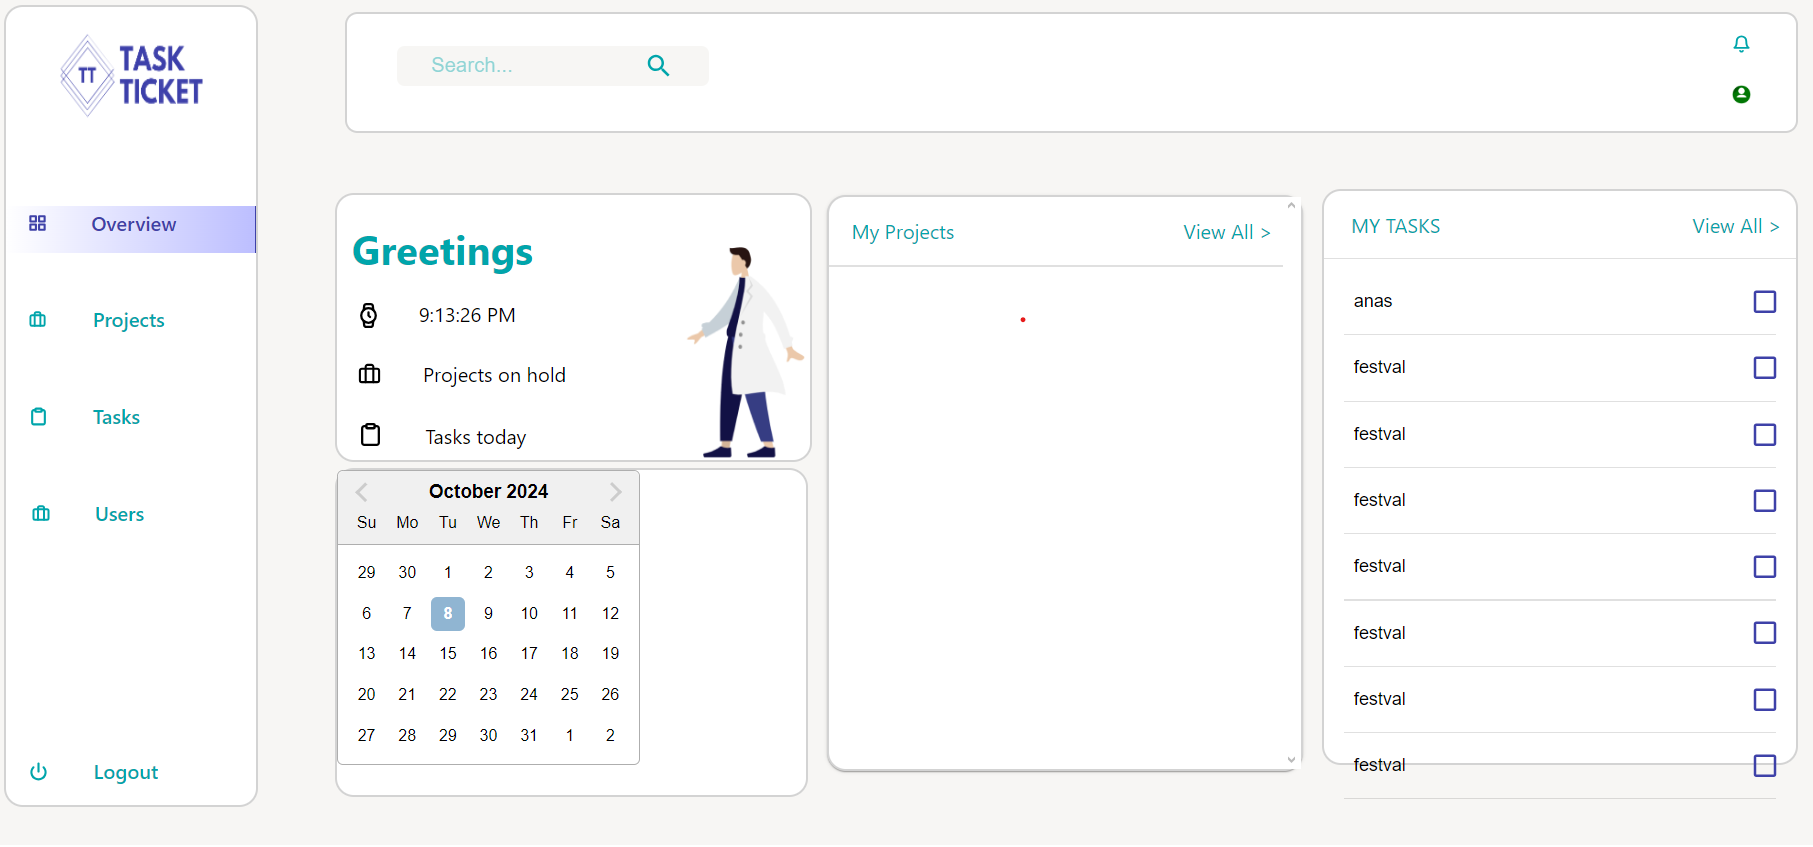 TT
TASK
TICKET
Overview
Projects
Tasks
Users
Logout
Search...
Greetings
9:13:26 PM
Projects on hold
Tasks today
October 2024
Su Mo Tu We Th Fr Sa
29 30 1 2 3 4 5
6 7 8 9 10 11 12
13 14 15 16 17 18 19
20 21 22 23 24 25 26
27 28 29 30 31 1 2
My Projects View All >
MY TASKS View All >
anas
festval
festval
festval
festval
festval
festval
festval